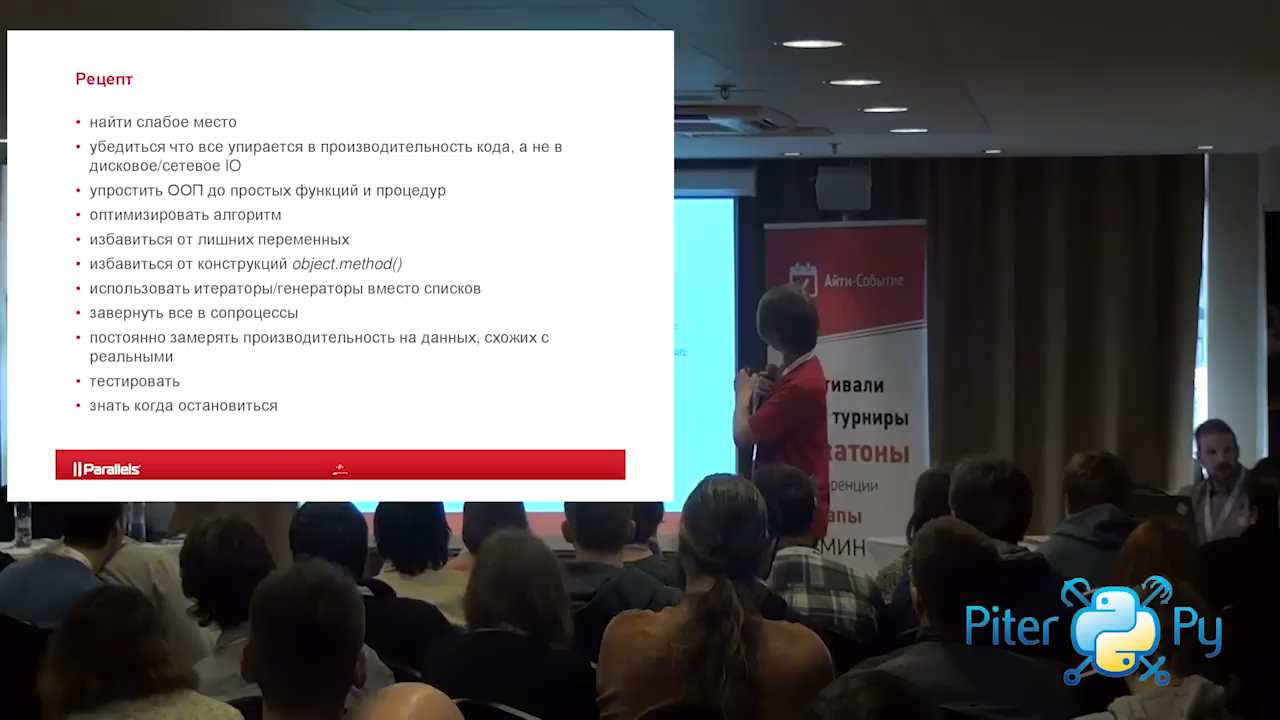 Рецепт
• найти слабое место
• убедиться что все упирается в производительность кода, а не в
дисковое/сетевое IO
• упростить ООП до простых функций и процедур
• оптимизировать алгоритм
• избавиться от лишних переменных
• избавиться от конструкций object.method()
• использовать итераторы/генераторы вместо списков
• завернуть все в сопроцессы
• постоянно замерять производительность на данных, схожих с
реальными
• тестировать
• знать когда остановиться
Parallels
Айти-Событие
тивали
турниры
катоны
ренции
апы
МИН
Piter Py